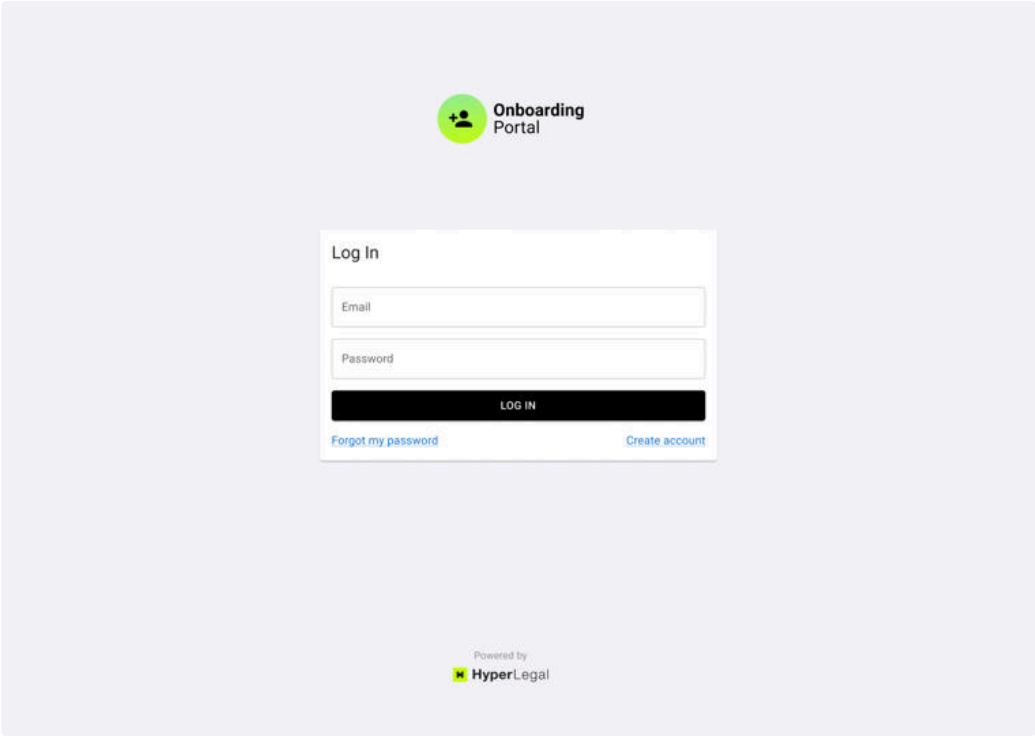 Onboarding
Portal
Log In
Email
Password
LOG IN
Forgot my password
Create account
Powered by
HyperLegal